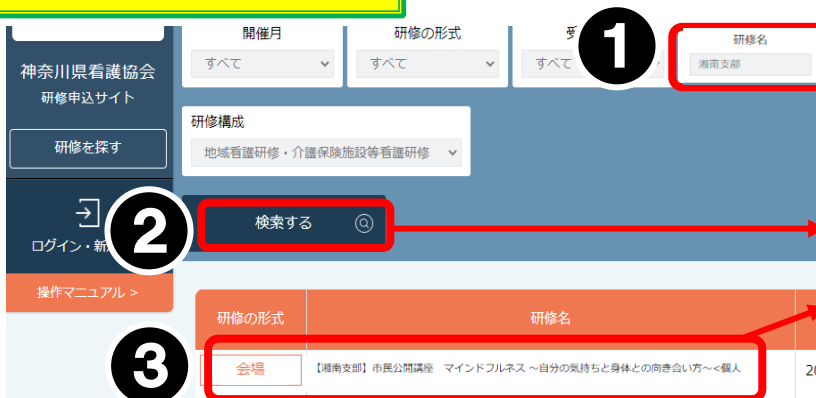 開催月
研修の形式
受
研修名
すべて
すべて
すべて
湘南支部
1
神奈川県看護協会
研修申込サイト
研修を探す
研修構成
地域看護研修・介護保険施設等看護研修
2
検索する
ログイン・新
操作マニュアル >
研修の形式
研修名
3
会場
【湘南支部】市民公開講座 マインドフルネス ～自分の気持ちと身体との向き合い方～<個人
20